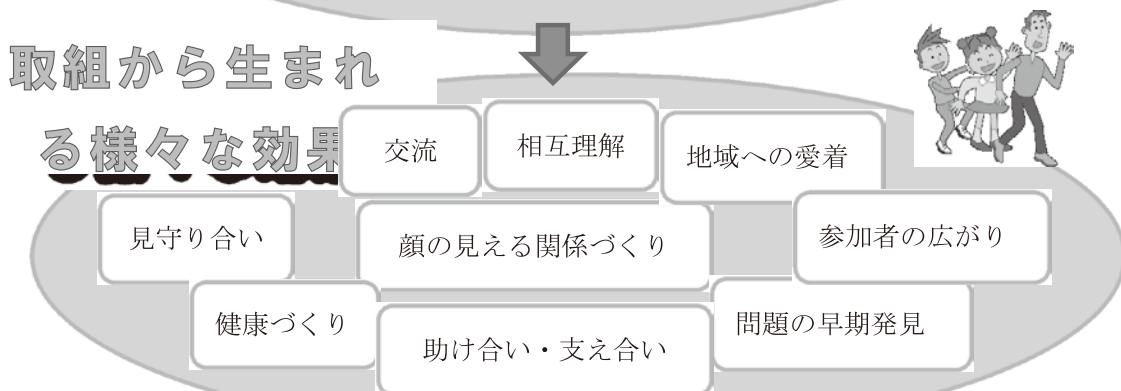 取組から生まれ
る様々な効果
交流
相互理解
地域への愛着
見守り合い
顔の見える関係づくり
参加者の広がり
健康づくり
助け合い・支え合い
問題の早期発見